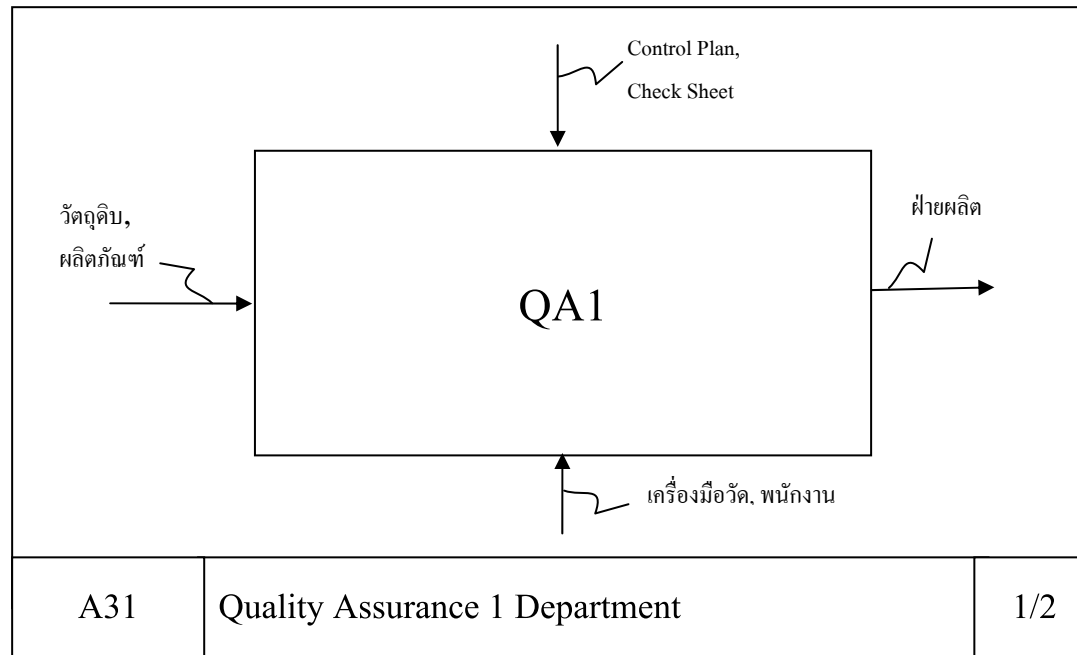 Control Plan,
Check Sheet
วัตถุดิบ,
ผลิตภัณฑ์
ฝ่ายผลิต
QA1
เครื่องมือวัด, พนักงาน
A31
Quality Assurance 1 Department
1/2